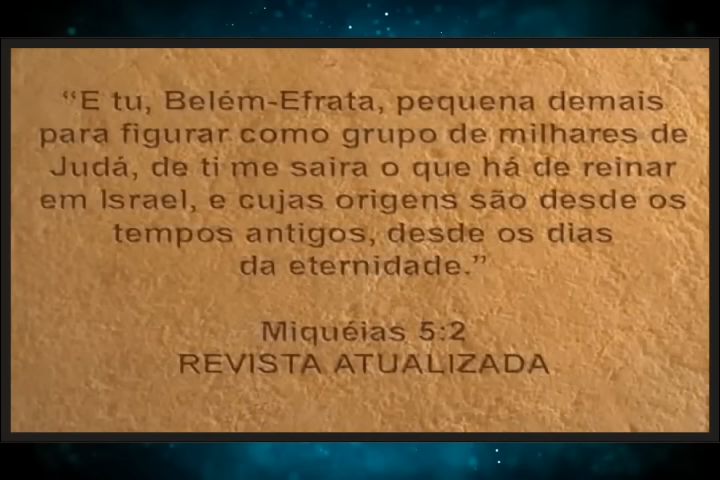 “E tu, Belém-Efrata, pequena demais
para figurar como grupo de milhares de
Judá, de ti me saira o que há de reinar
em Israel, e cujas origens são desde os
tempos antigos, desde os dias
da eternidade.”
Miquéias 5:2
REVISTA ATUALIZADA